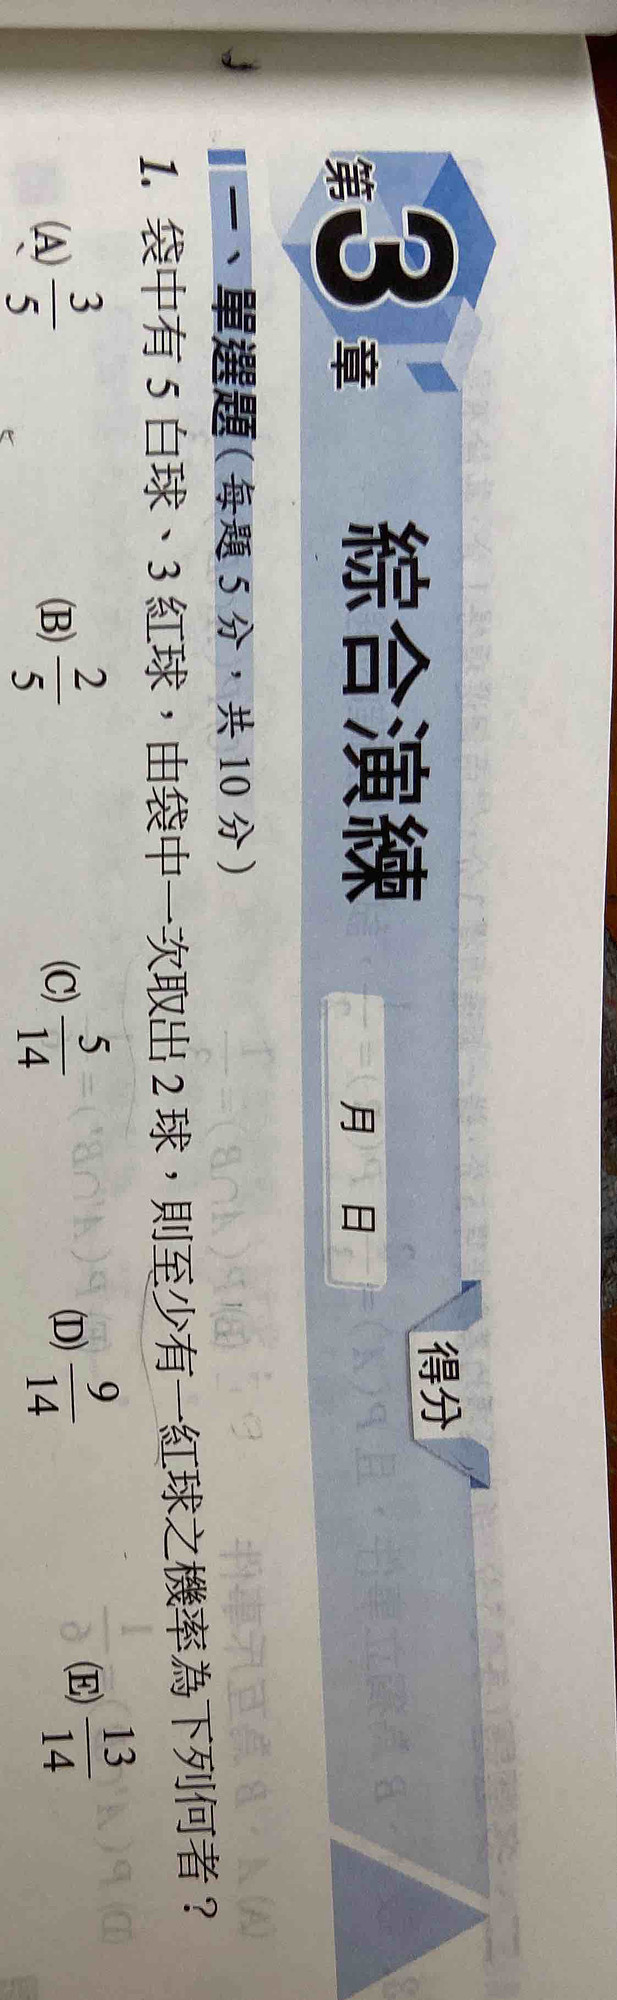 第3章 綜合演練 月 日 得分
一、單選題(每題5分，共10分)
1. 袋中有5白球、3紅球，由袋中一次取出2球，則至少有一紅球之機率為下列何者？
(A) 3/5 (B) 2/5 (C) 5/14 (D) 9/14 (E) 13/14